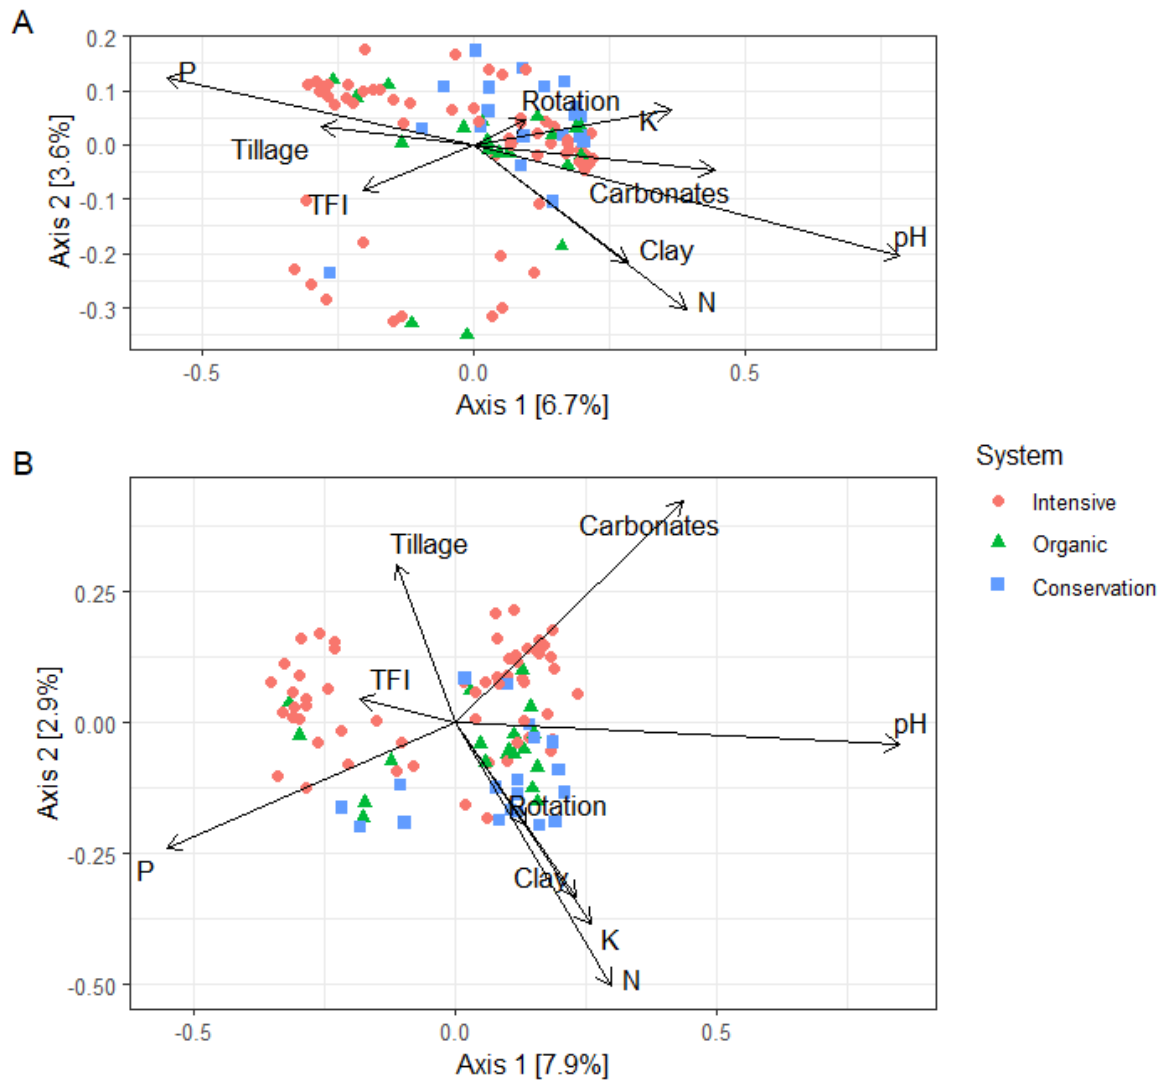 A
0.2
0.1
0.0
-0.1
-0.2
-0.3
Axis 2 [3.6%]
P
Rotation
K
Tillage
Carbonates
TFI
pH
Clay
N
-0.5
0.0
0.5
Axis 1 [6.7%]
B
System
Intensive
Organic
Conservation
0.25
0.00
-0.25
-0.50
Axis 2 [2.9%]
Carbonates
Tillage
TFI
pH
Rotation
P
Clay
K
N
-0.5
0.0
0.5
Axis 1 [7.9%]